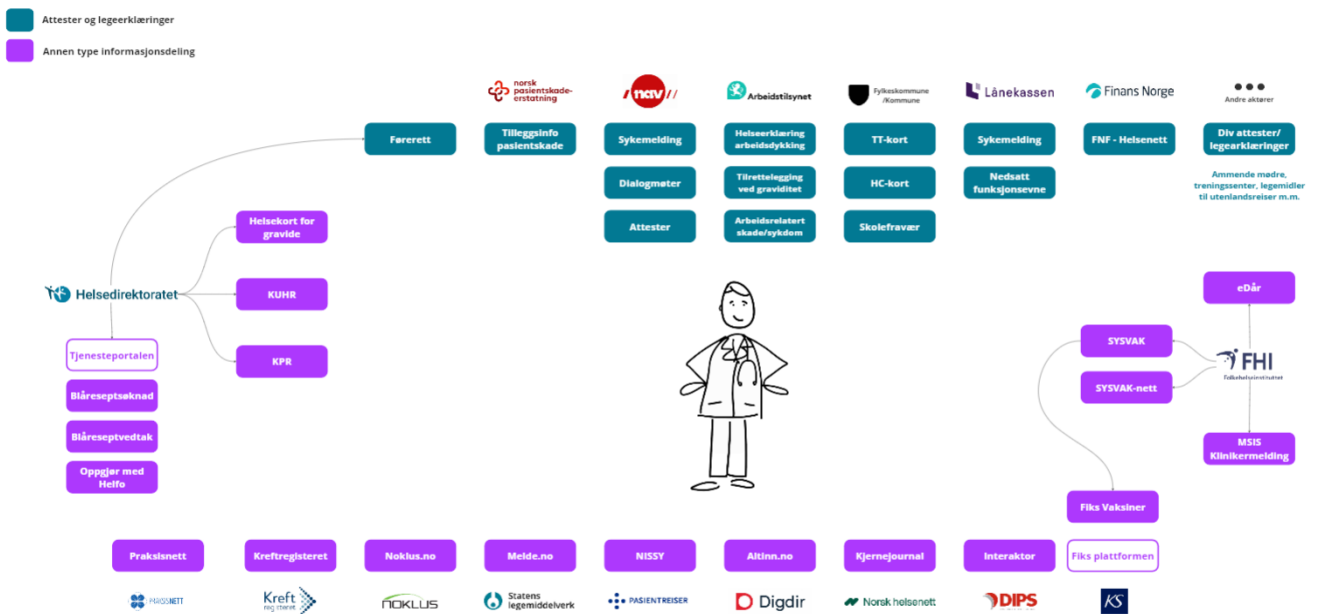 Attester og legeerklæringer
Annen type informasjonsdeling
norsk
pasientskade-
erstatning
nav
Arbeidstilsynet
Fylkeskommune
/Kommune
Lånekassen
Finans Norge
Andre aktører
Førerett
Tilleggsinfo
pasientskade
Sykemelding
Helseerklæring
arbeidsdykking
TT-kort
Sykemelding
FNF - Helsenett
Div attester/
legearklæringer
Dialogmøter
Tilrettelegging
ved graviditet
HC-kort
Nedsatt
funksjonsevne
Ammende mødre,
treningssenter, legemidler
til utenlandsreiser m.m.
Attester
Arbeidsrelatert
skade/sykdom
Skolefravær
Helsekort for
gravide
Helsedirektoratet
KUHR
KPR
Tjenesteportalen
Blåreseptsøknad
Blåreseptvedtak
Oppgjør med
Helfo
eDår
SYSVAK
FHI
Folkehelseinstituttet
SYSVAK-nett
MSIS
Klinikermelding
Fiks Vaksiner
Praksisnett
Kreftregisteret
Noklus.no
Melde.no
NISSY
Altinn.no
Kjernejournal
Interaktor
Fiks plattformen
PRAKSISNETT
Kreft
registeret
NOKLUS
Statens
legemiddelverk
PASIENTREISER
Digdir
Norsk helsenett
DIPS
KS